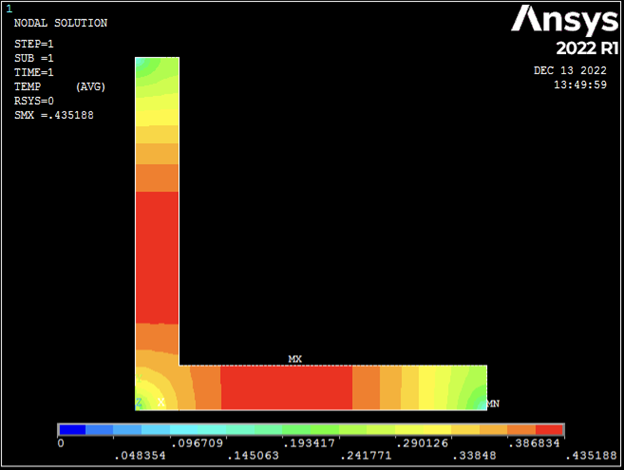 1
NODAL SOLUTION
STEP=1
SUB =1
TIME=1
TEMP (AVG)
RSYS=0
SMX =.435188
Ansys
2022 R1
DEC 13 2022
13:49:59
MX
Z X
MN
0 .096709 .193417 .290126 .386834
.048354 .145063 .241771 .33848 .435188